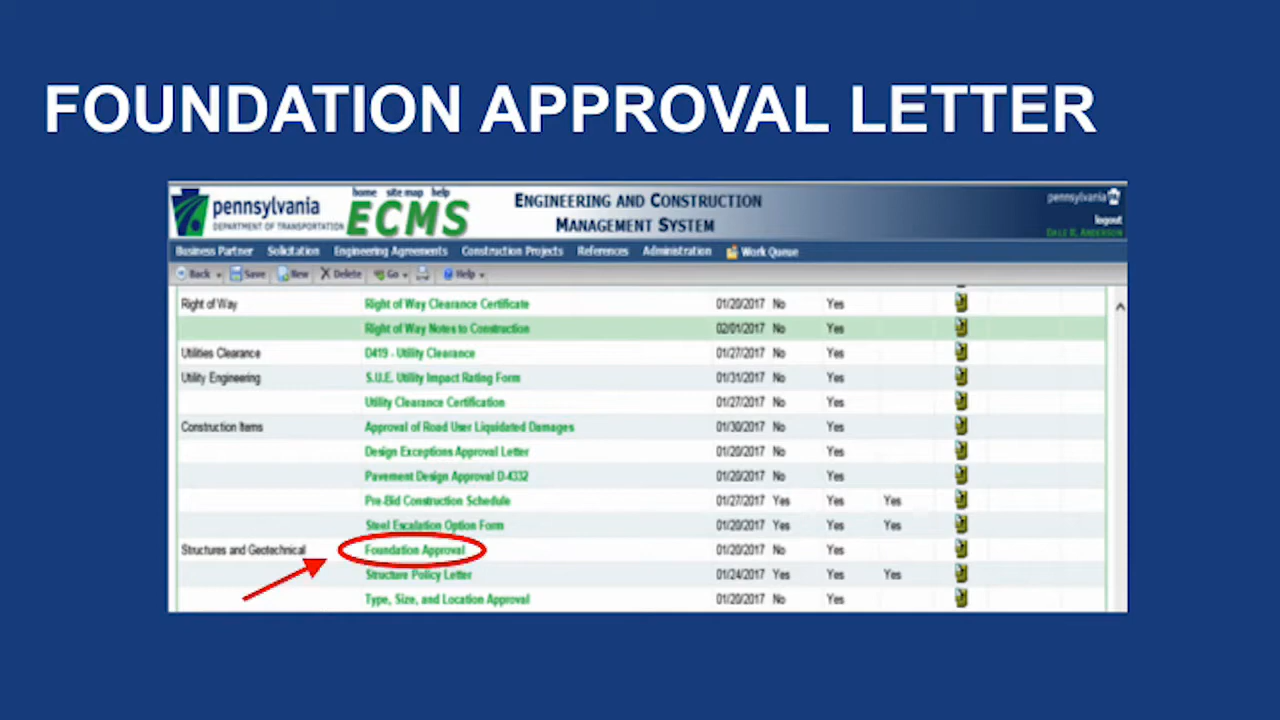 FOUNDATION APPROVAL LETTER
home site map help
pennsylvania
DEPARTMENT OF TRANSPORTATION
ECMS
ENGINEERING AND CONSTRUCTION
MANAGEMENT SYSTEM
pennsylvania PA
logout
DALE R. ANDERSON
Business Partner Solicitation Engineering Agreements Construction Projects References Administration Work Queue
Back Save New Delete Go Help
Right of Way Right of Way Clearance Certificate 01/20/2017 No Yes
Right of Way Notes to Construction 02/01/2017 No Yes
Utilities Clearance D419 - Utility Clearance 01/27/2017 No Yes
Utility Engineering S.U.E. Utility Impact Rating Form 01/31/2017 No Yes
Utility Clearance Certification 01/27/2017 No Yes
Construction Items Approval of Road User Liquidated Damages 01/30/2017 No Yes
Design Exceptions Approval Letter 01/20/2017 No Yes
Pavement Design Approval D-4332 01/20/2017 No Yes
Pre-Bid Construction Schedule 01/27/2017 Yes Yes Yes
Steel Escalation Option Form 01/20/2017 Yes Yes Yes
Structures and Geotechnical Foundation Approval 01/20/2017 No Yes
Structure Policy Letter 01/24/2017 Yes Yes Yes
Type, Size, and Location Approval 01/20/2017 No Yes